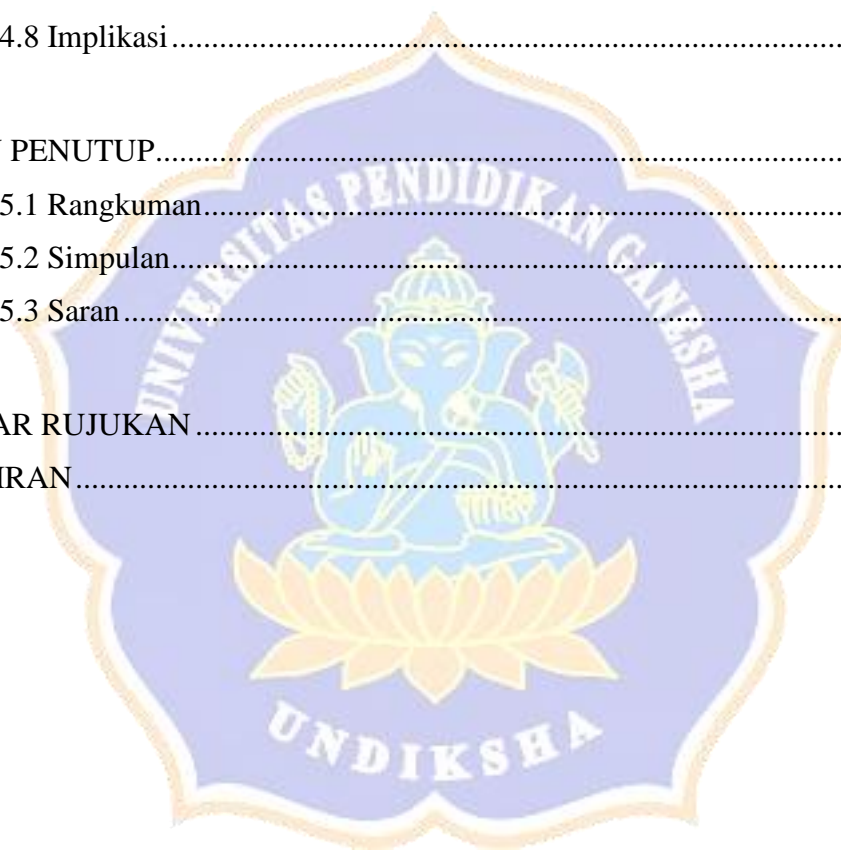 4.8 Implikasi
PENUTUP
5.1 Rangkuman
5.2 Simpulan
5.3 Saran
AR RUJUKAN
IRAN
UNIVERSITAS PENDIDIKAN GANESHA
UNDIKSHA